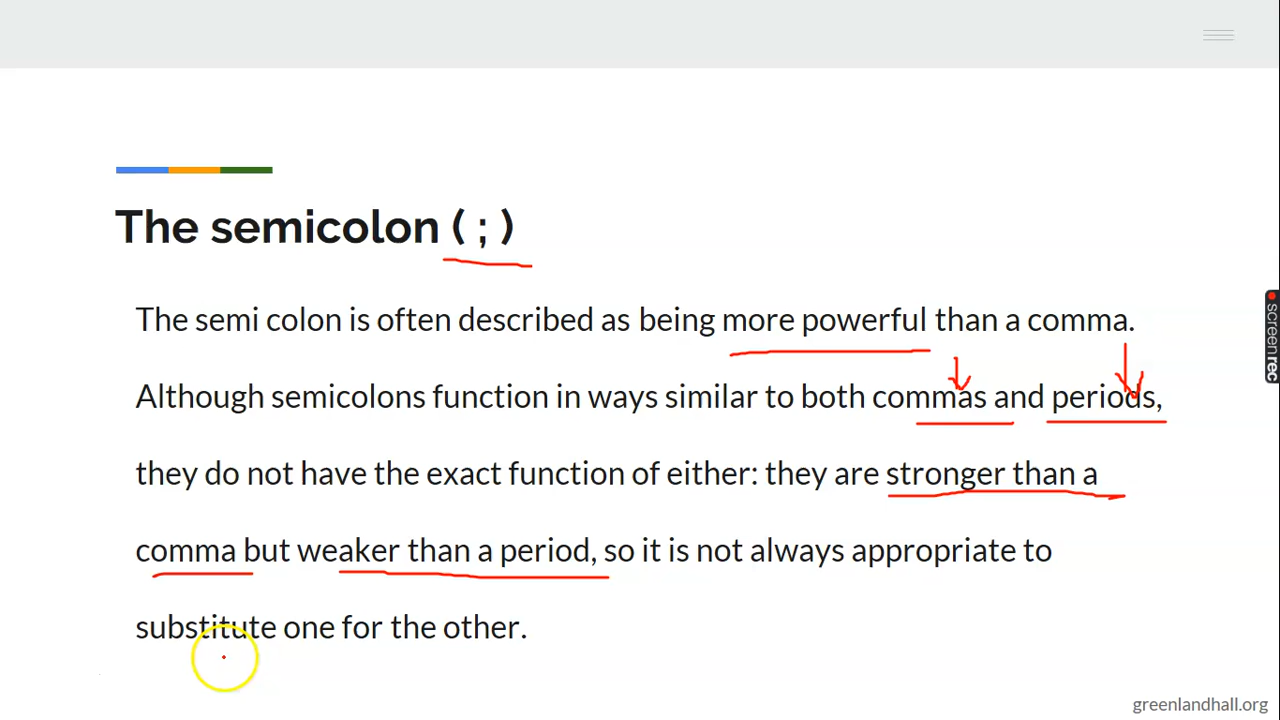 The semicolon ( ; )
The semi colon is often described as being more powerful than a comma.
Although semicolons function in ways similar to both commas and periods,
they do not have the exact function of either: they are stronger than a
comma but weaker than a period, so it is not always appropriate to
substitute one for the other.
screenrec
greenlandhall.org